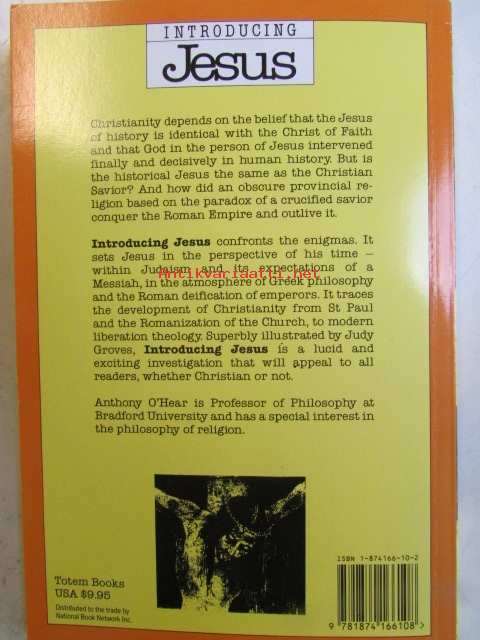 INTRODUCING
Jesus
Christianity depends on the belief that the Jesus
of history is identical with the Christ of Faith
and that God in the person of Jesus intervened
finally and decisively in human history. But is
the historical Jesus the same as the Christian
Savior? And how did an obscure provincial re-
ligion based on the paradox of a crucified savior
conquer the Roman Empire and outlive it.
Introducing Jesus confronts the enigmas. It
sets Jesus in the perspective of his time –
within Judaism and its expectations of a
Antikvariaatti.net
Messiah, in the atmosphere of Greek philosophy
and the Roman deification of emperors. It traces
the development of Christianity from St Paul
and the Romanization of the Church, to modern
liberation theology. Superbly illustrated by Judy
Groves, Introducing Jesus is a lucid and
exciting investigation that will appeal to all
readers, whether Christian or not.
Anthony O'Hear is Professor of Philosophy at
Bradford University and has a special interest in
the philosophy of religion.
ISBN 1-874166-10-2
Totem Books
USA $9.95
Distributed to the trade by
National Book Network Inc.
9 781874 166108 >